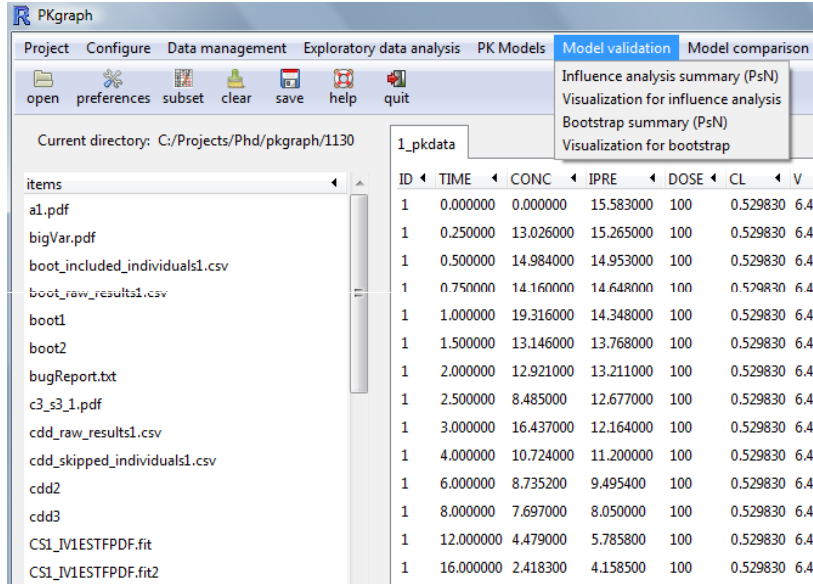 PKgraph
Project Configure Data management Exploratory data analysis PK Models Model validation Model comparison
open preferences subset clear save help quit
Influence analysis summary (PsN)
Visualization for influence analysis
Bootstrap summary (PsN)
Visualization for bootstrap
Current directory: C:/Projects/Phd/pkgraph/1130
items
a1.pdf
bigVar.pdf
boot_included_individuals1.csv
boot_raw_results1.csv
boot1
boot2
bugReport.txt
c3_s3_1.pdf
cdd_raw_results1.csv
cdd_skipped_individuals1.csv
cdd2
cdd3
CS1_IV1ESTFPDF.fit
CS1_IV1ESTFPDF.fit2
1_pkdata
ID TIME CONC IPRE DOSE CL V
1 0.000000 0.000000 15.583000 100 0.529830 6.4
1 0.250000 13.026000 15.265000 100 0.529830 6.4
1 0.500000 14.984000 14.953000 100 0.529830 6.4
1 0.750000 14.160000 14.648000 100 0.529830 6.4
1 1.000000 19.316000 14.348000 100 0.529830 6.4
1 1.500000 13.146000 13.768000 100 0.529830 6.4
1 2.000000 12.921000 13.211000 100 0.529830 6.4
1 2.500000 8.485000 12.677000 100 0.529830 6.4
1 3.000000 16.437000 12.164000 100 0.529830 6.4
1 4.000000 10.724000 11.200000 100 0.529830 6.4
1 6.000000 8.735200 9.495400 100 0.529830 6.4
1 8.000000 7.697000 8.050000 100 0.529830 6.4
1 12.000000 4.479000 5.785800 100 0.529830 6.4
1 16.000000 2.418300 4.158500 100 0.529830 6.4